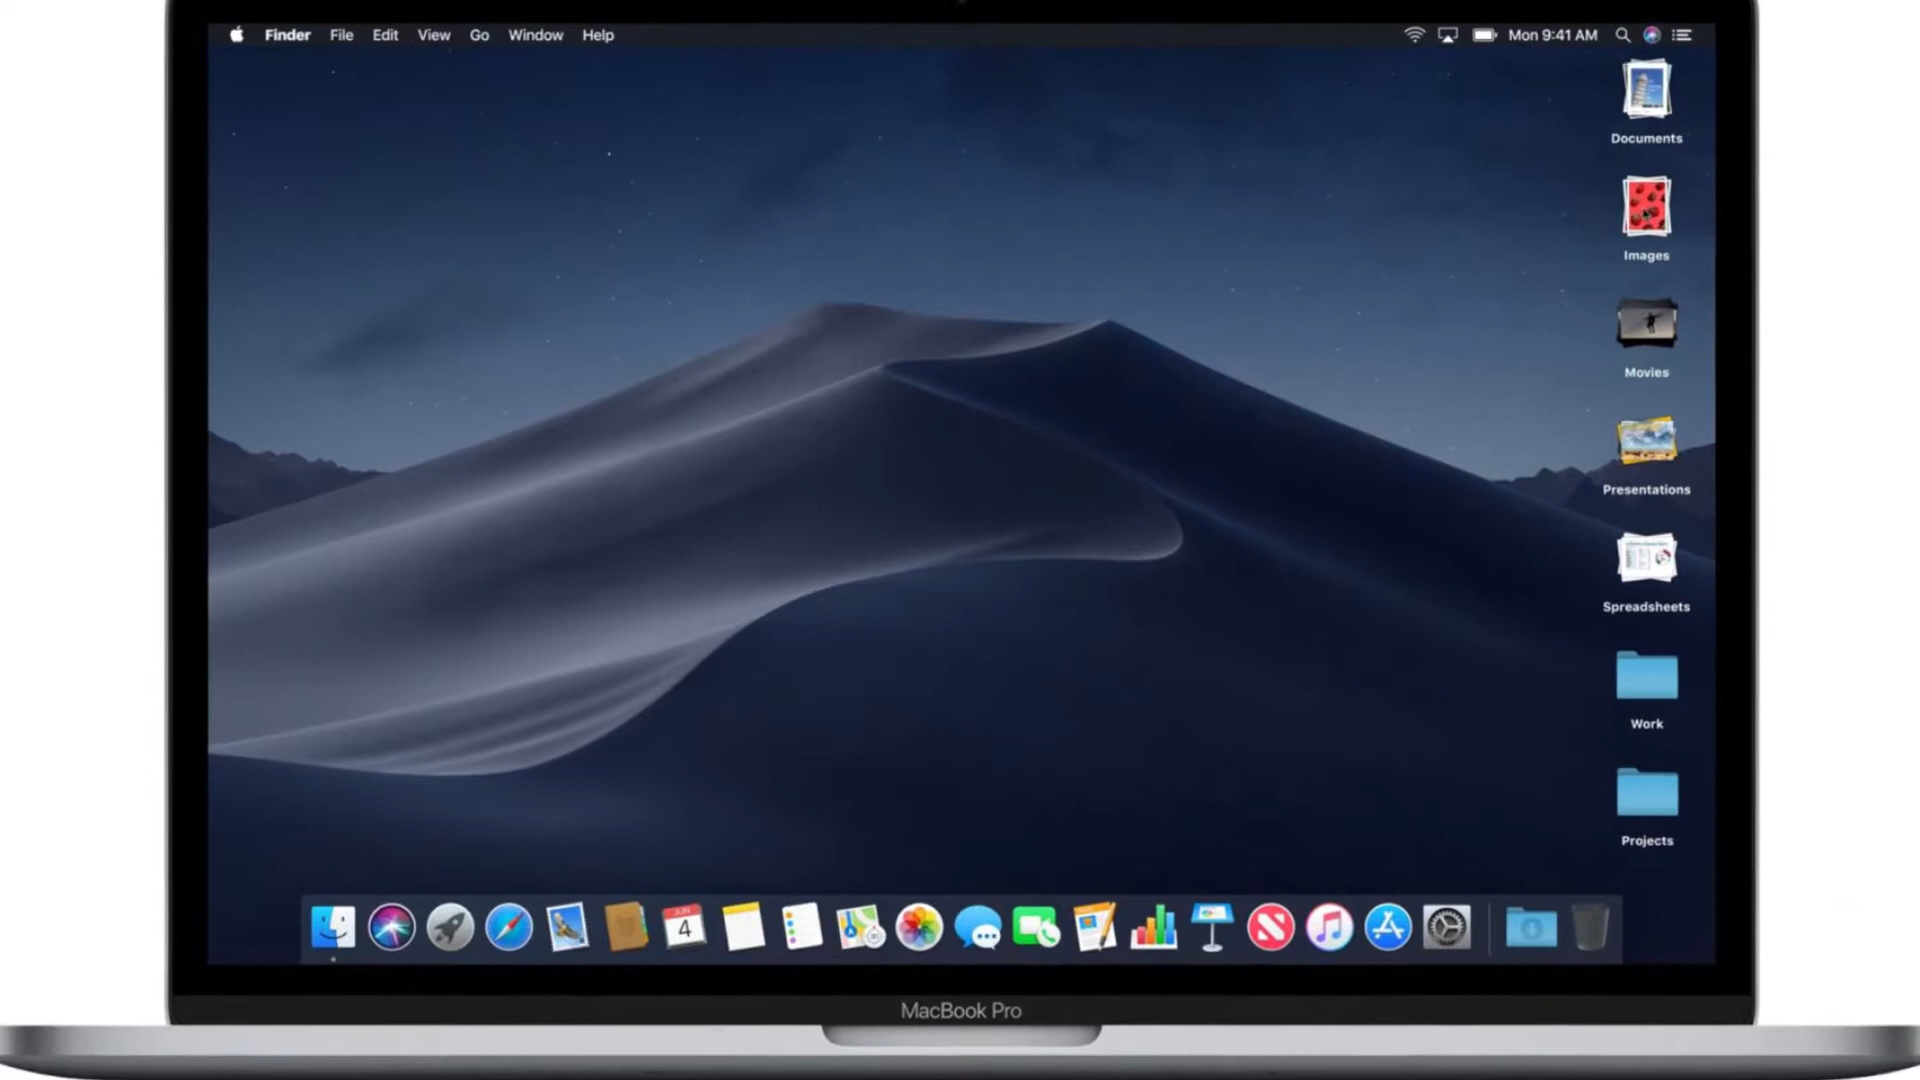 Finder File Edit View Go Window Help Mon 9:41 AM
Documents
Images
Movies
Presentations
Spreadsheets
Work
Projects
JUN
4
MacBook Pro